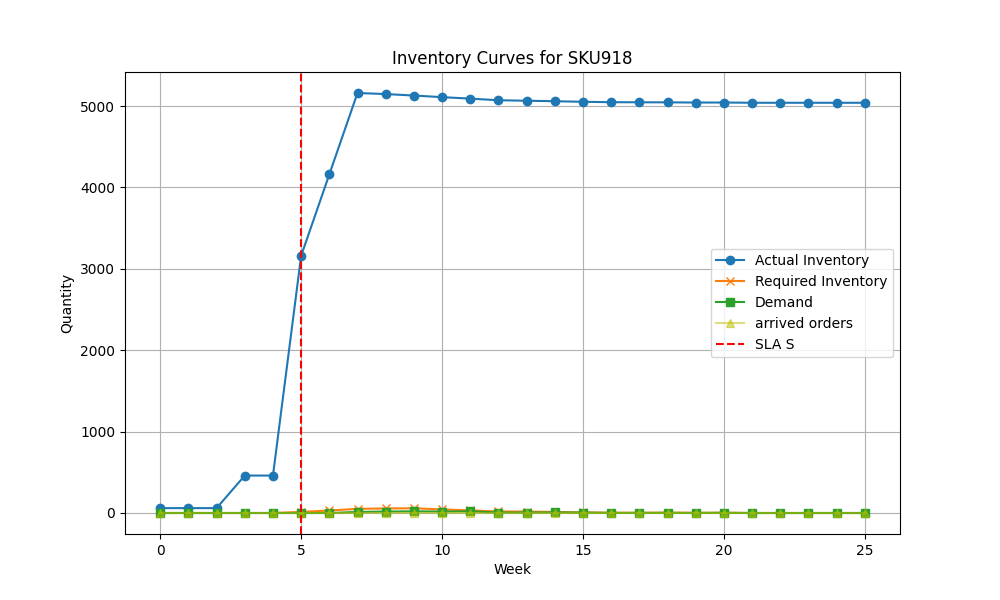 Inventory Curves for SKU918
Quantity
5000
4000
3000
2000
1000
0
Actual Inventory
Required Inventory
Demand
arrived orders
SLA S
0 5 10 15 20 25
Week